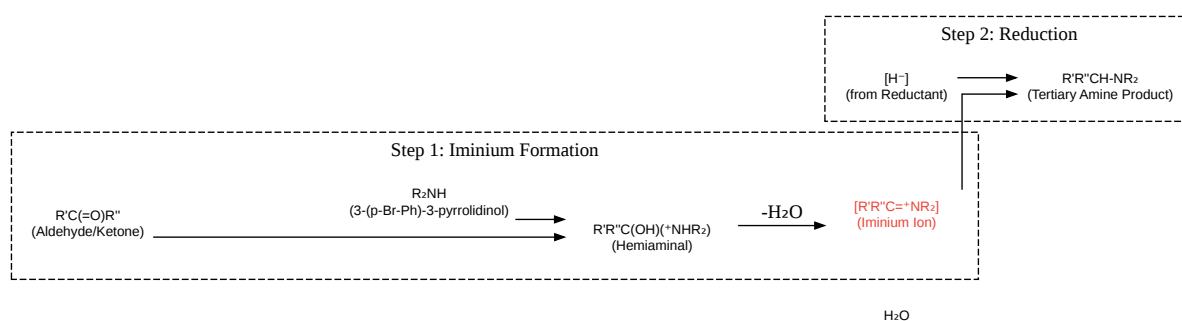 Step 2: Reduction
[H⁻]
(from Reductant)
R'R"CH-NR₂
(Tertiary Amine Product)
Step 1: Iminium Formation
R'C(=O)R"
(Aldehyde/Ketone)
R₂NH
(3-(p-Br-Ph)-3-pyrrolidinol)
R'R"C(OH)(⁺NHR₂)
(Hemiaminal)
-H₂O
[R'R"C=⁺NR₂]
(Iminium Ion)
H₂O